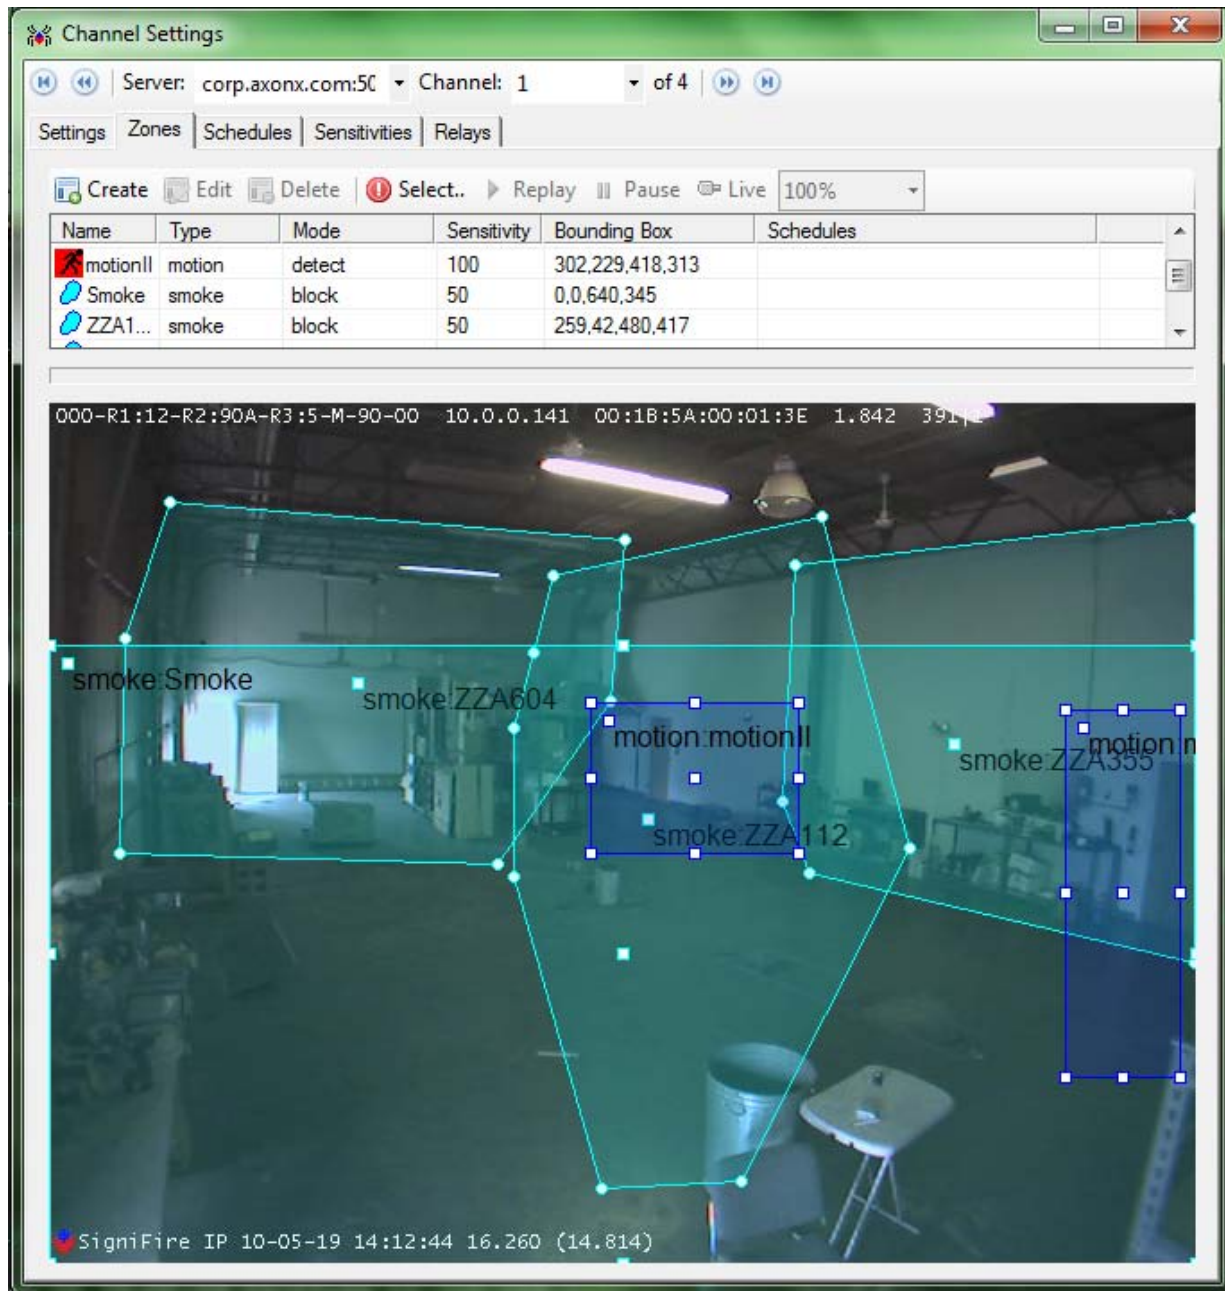 Channel Settings
Server: corp.axonx.com:50 Channel: 1 of 4
Settings Zones Schedules Sensitivities Relays
Create Edit Delete Select.. Replay Pause Live 100%
Name Type Mode Sensitivity Bounding Box Schedules
motionII motion detect 100 302,229,418,313
Smoke smoke block 50 0,0,640,345
ZZA1... smoke block 50 259,42,480,417
000-R1:12-R2:90A-R3:5-M-90-00 10.0.0.141 00:1B:5A:00:01:3E 1.842
smoke:Smoke
smoke:ZZA604
motion:motionII
motion:m
smoke:ZZA355
smoke:ZZA112
SigniFire IP 10-05-19 14:12:44 16.260 (14.814)